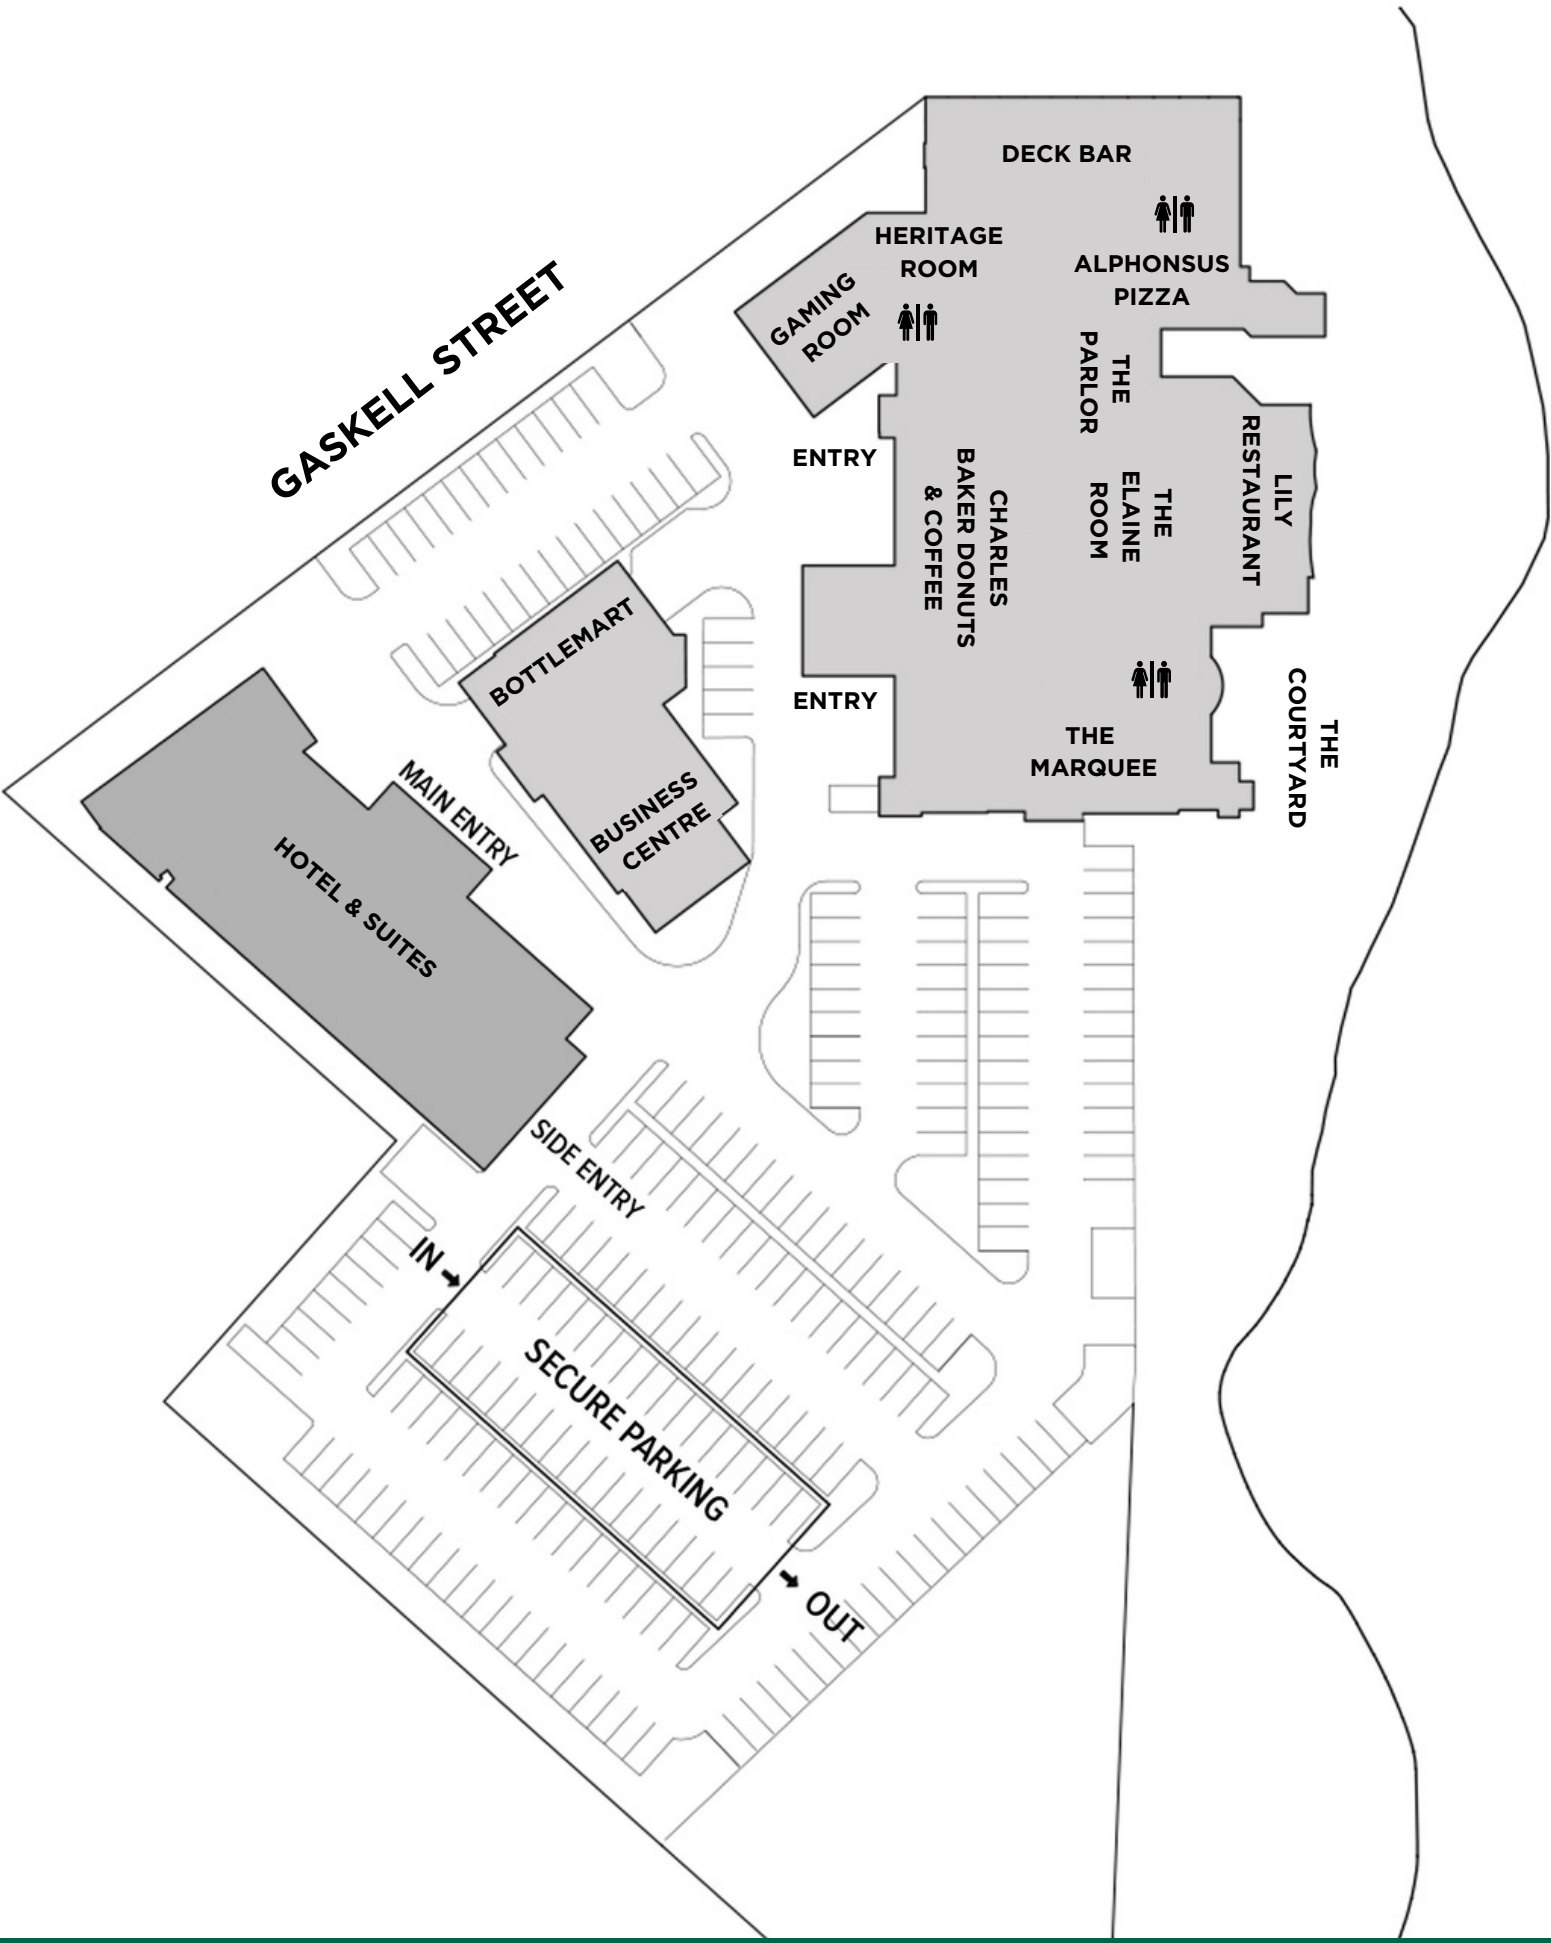 DECK BAR
HERITAGE
ROOM
ALPHONSUS
PIZZA
GAMING
ROOM
GASKELL STREET
THE
PARLOR
ENTRY
CHARLES
BAKER DONUTS
& COFFEE
THE
ELAINE
ROOM
LILY
RESTAURANT
BOTTLEMART
ENTRY
THE
COURTYARD
THE
MARQUEE
MAIN ENTRY
BUSINESS
CENTRE
HOTEL & SUITES
SIDE ENTRY
IN
SECURE PARKING
OUT